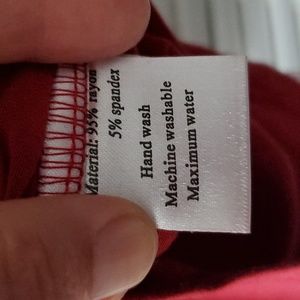 Material: 95% rayon
5% spandex
Hand wash
Machine washable
Maximum water